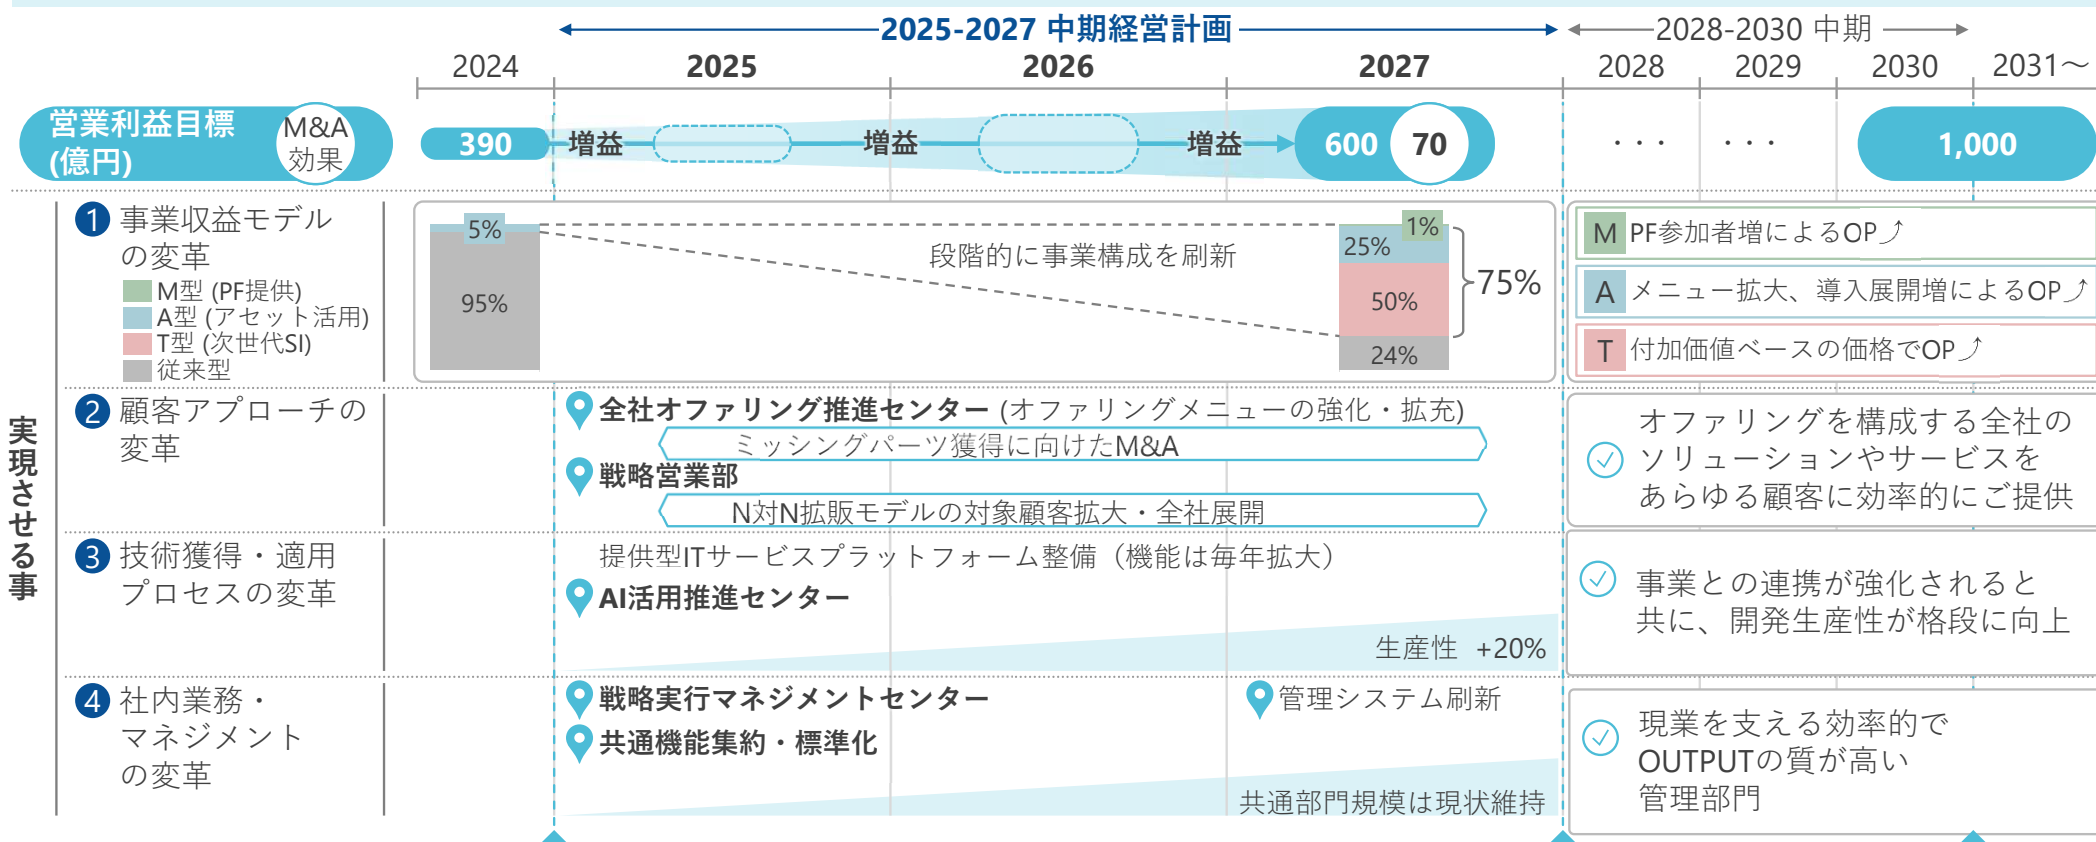 2025-2027 中期経営計画
2028-2030 中期
2024
2025
2026
2027
2028
2029
2030
2031～
営業利益目標
(億円)
M&A
効果
390
増益
増益
増益
600
70
・・・
・・・
1,000
実現させる事
1
事業収益モデル
の変革
M型 (PF提供)
A型 (アセット活用)
T型 (次世代SI)
従来型
5%
95%
段階的に事業構成を刷新
1%
25%
50%
24%
75%
M PF参加者増によるOP⤴
A メニュー拡大、導入展開増によるOP⤴
T 付加価値ベースの価格でOP⤴
2
顧客アプローチの
変革
全社オファリング推進センター (オファリングメニューの強化・拡充)
ミッシングパーツ獲得に向けたM&A
戦略営業部
N対N拡販モデルの対象顧客拡大・全社展開
オファリングを構成する全社の
ソリューションやサービスを
あらゆる顧客に効率的にご提供
3
技術獲得・適用
プロセスの変革
提供型ITサービスプラットフォーム整備（機能は毎年拡大）
AI活用推進センター
生産性 +20%
事業との連携が強化されると
共に、開発生産性が格段に向上
4
社内業務・
マネジメント
の変革
戦略実行マネジメントセンター
管理システム刷新
共通機能集約・標準化
共通部門規模は現状維持
現業を支える効率的で
OUTPUTの質が高い
管理部門